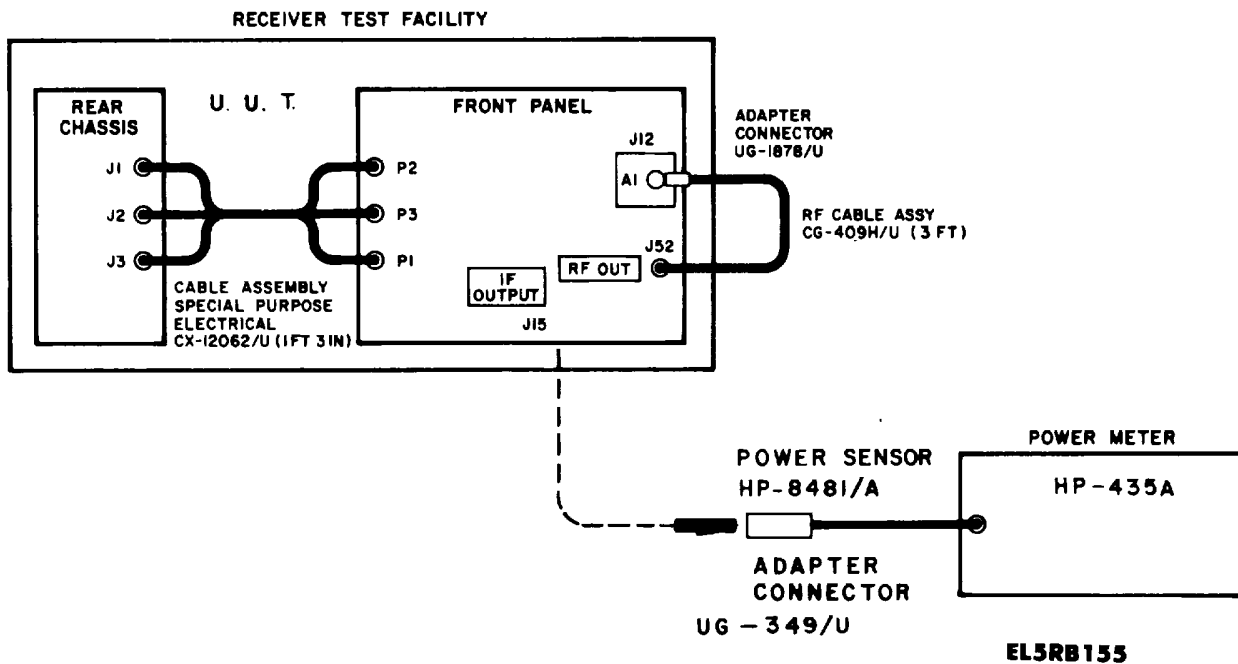 RECEIVER TEST FACILITY
REAR
CHASSIS
U. U. T.
FRONT PANEL
J1
J2
J3
P2
P3
P1
J12
A1
ADAPTER
CONNECTOR
UG-1878/U
RF CABLE ASSY
CG-409H/U (3 FT)
J52
RF OUT
IF
OUTPUT
J15
CABLE ASSEMBLY
SPECIAL PURPOSE
ELECTRICAL
CX-12062/U (1FT 3IN)
POWER METER
HP-435A
POWER SENSOR
HP-8481/A
ADAPTER
CONNECTOR
UG-349/U
EL5RB155